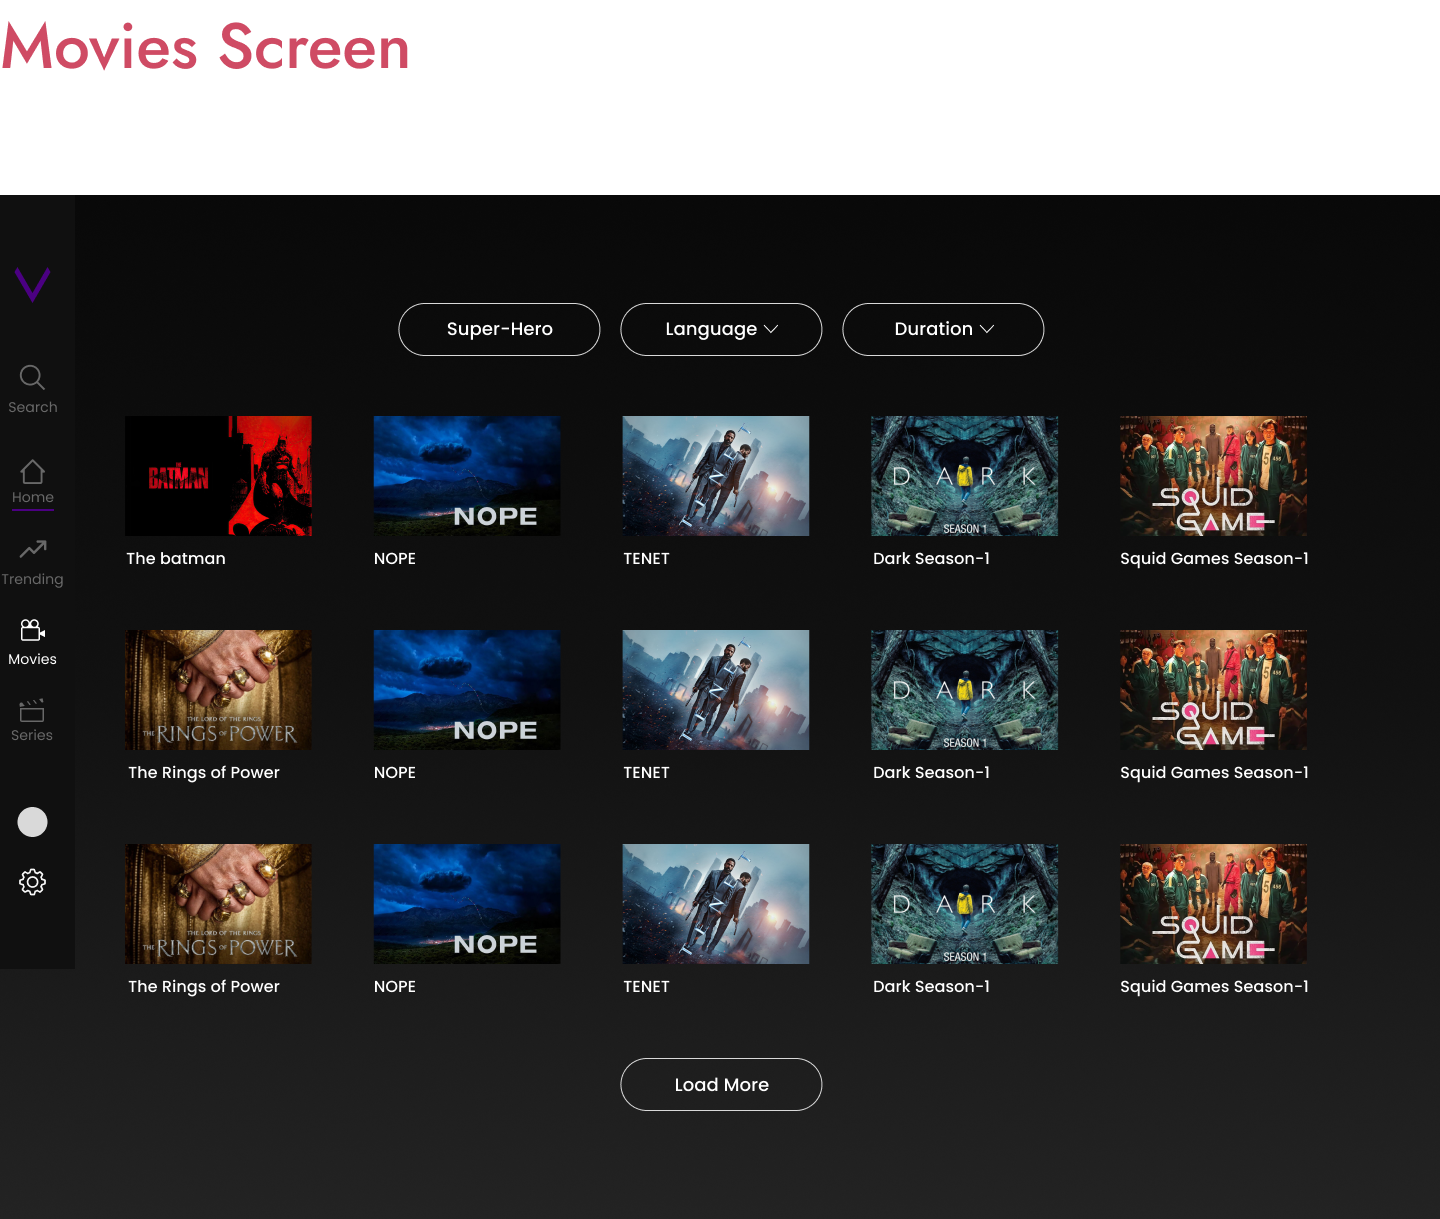 Movies Screen
Super-Hero
Language
Duration
Search
Home
Trending
Movies
Series
THE
BATMAN
NOPE
TENET
DARK
SEASON 1
SQUID
GAME
The batman
NOPE
TENET
Dark Season-1
Squid Games Season-1
THE LORD OF THE RINGS
THE RINGS OF POWER
NOPE
TENET
DARK
SEASON 1
SQUID
GAME
The Rings of Power
NOPE
TENET
Dark Season-1
Squid Games Season-1
THE LORD OF THE RINGS
THE RINGS OF POWER
NOPE
TENET
DARK
SEASON 1
SQUID
GAME
The Rings of Power
NOPE
TENET
Dark Season-1
Squid Games Season-1
Load More